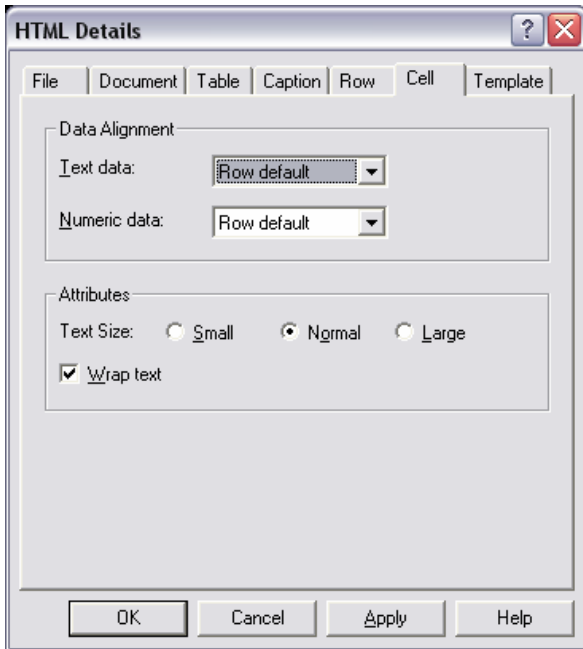 HTML Details
File Document Table Caption Row Cell Template
Data Alignment
Text data: Row default
Numeric data: Row default
Attributes
Text Size: Small Normal Large
Wrap text
OK Cancel Apply Help